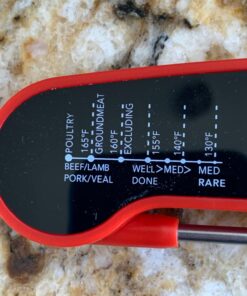 POULTRY
165°F
GROUNDMEAT
160°F
EXCLUDING
155°F
140°F
130°F
BEEF/LAMB
PORK/VEAL
WELL>MED> MED
DONE RARE